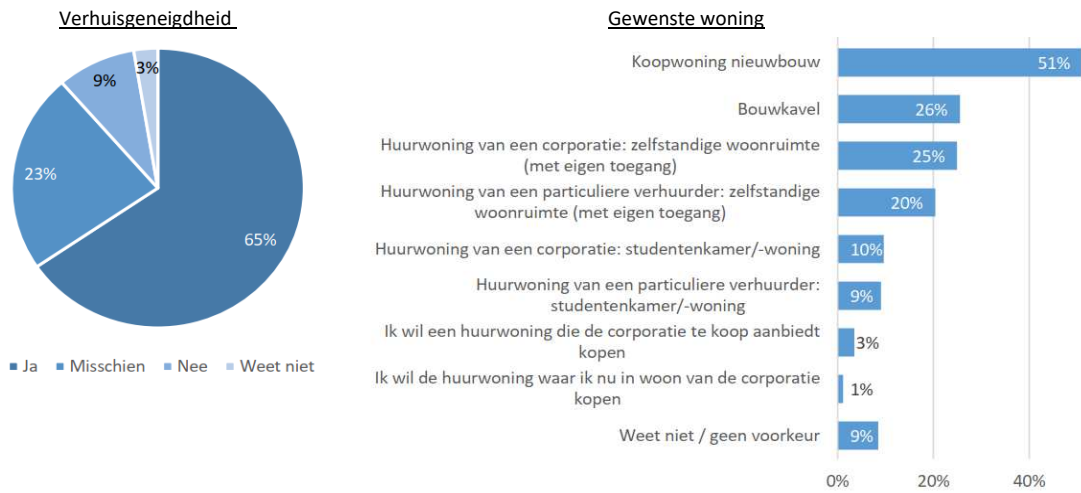 Verhuisgeneigdheid
3%
9%
23%
65%
Ja Misschien Nee Weet niet
Gewenste woning
Koopwoning nieuwbouw
51%
Bouwkavel
26%
Huurwoning van een corporatie: zelfstandige woonruimte
(met eigen toegang)
25%
Huurwoning van een particuliere verhuurder: zelfstandige
woonruimte (met eigen toegang)
20%
Huurwoning van een corporatie: studentenkamer/-woning
10%
Huurwoning van een particuliere verhuurder:
studentenkamer/-woning
9%
Ik wil een huurwoning die de corporatie te koop aanbiedt
kopen
3%
Ik wil de huurwoning waar ik nu in woon van de corporatie
kopen
1%
Weet niet / geen voorkeur
9%
0% 20% 40%